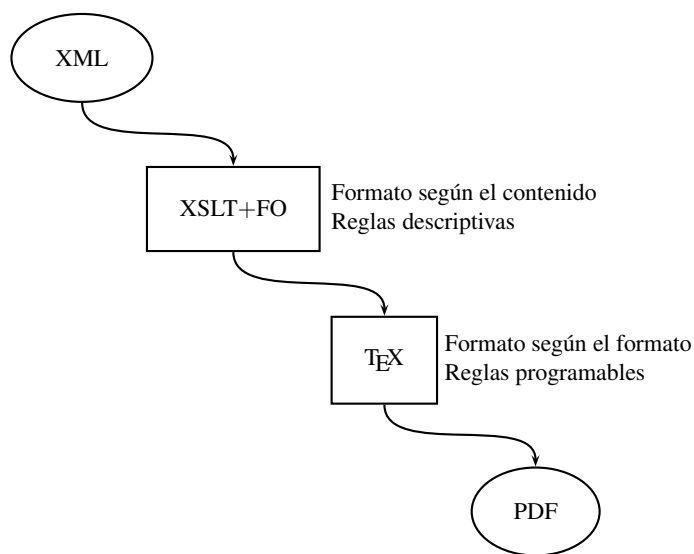 XML
XSLT+FO
Formato según el contenido
Reglas descriptivas
TEX
Formato según el formato
Reglas programables
PDF